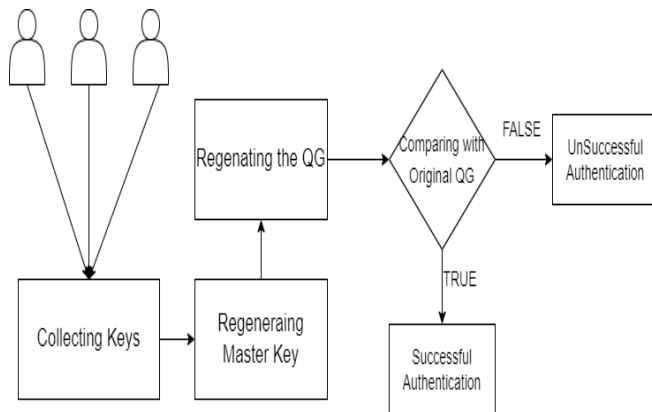 Regenating the QG
Comparing with
Original QG
FALSE
UnSuccessful
Authentication
TRUE
Collecting Keys
Regeneraing
Master Key
Successful
Authentication